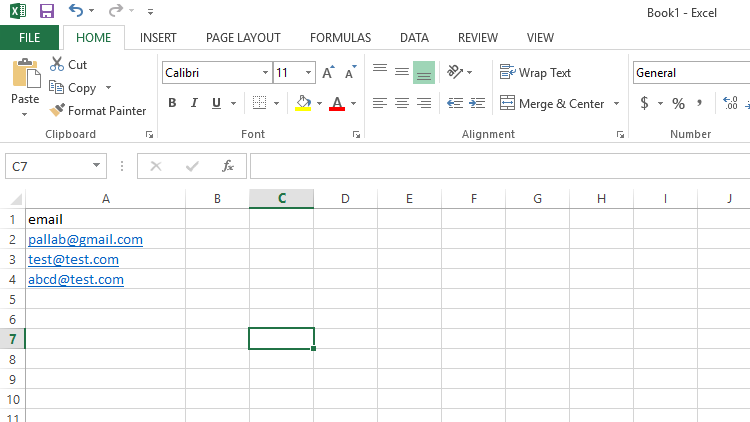 Book1 - Excel
FILE HOME INSERT PAGE LAYOUT FORMULAS DATA REVIEW VIEW
Cut
Copy
Format Painter
Paste
Clipboard
Calibri 11 A A
B I U A
Font
Wrap Text
Merge & Center
Alignment
General
$ % , .00
Number
C7 fx
A B C D E F G H I J
1 email
2 pallab@gmail.com
3 test@test.com
4 abcd@test.com
5
6
7
8
9
10
11